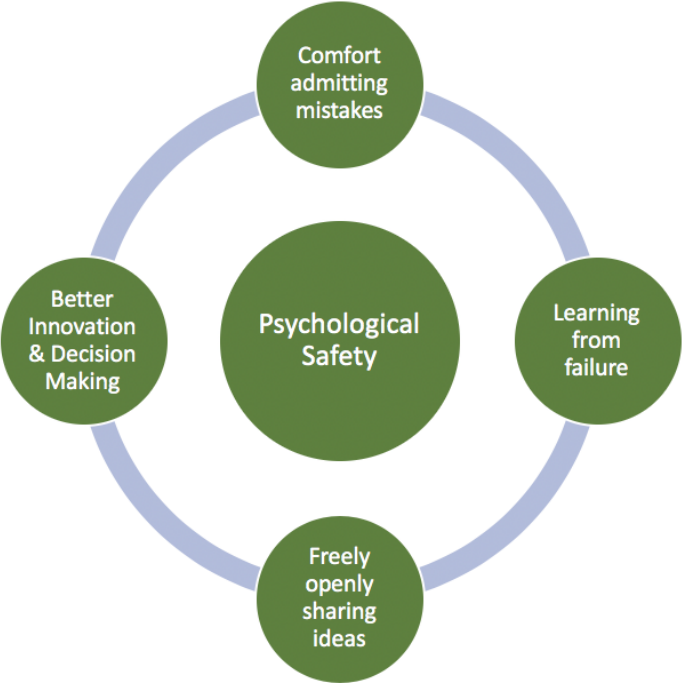 Comfort
admitting
mistakes
Better
Innovation
& Decision
Making
Psychological
Safety
Learning
from
failure
Freely
openly
sharing
ideas